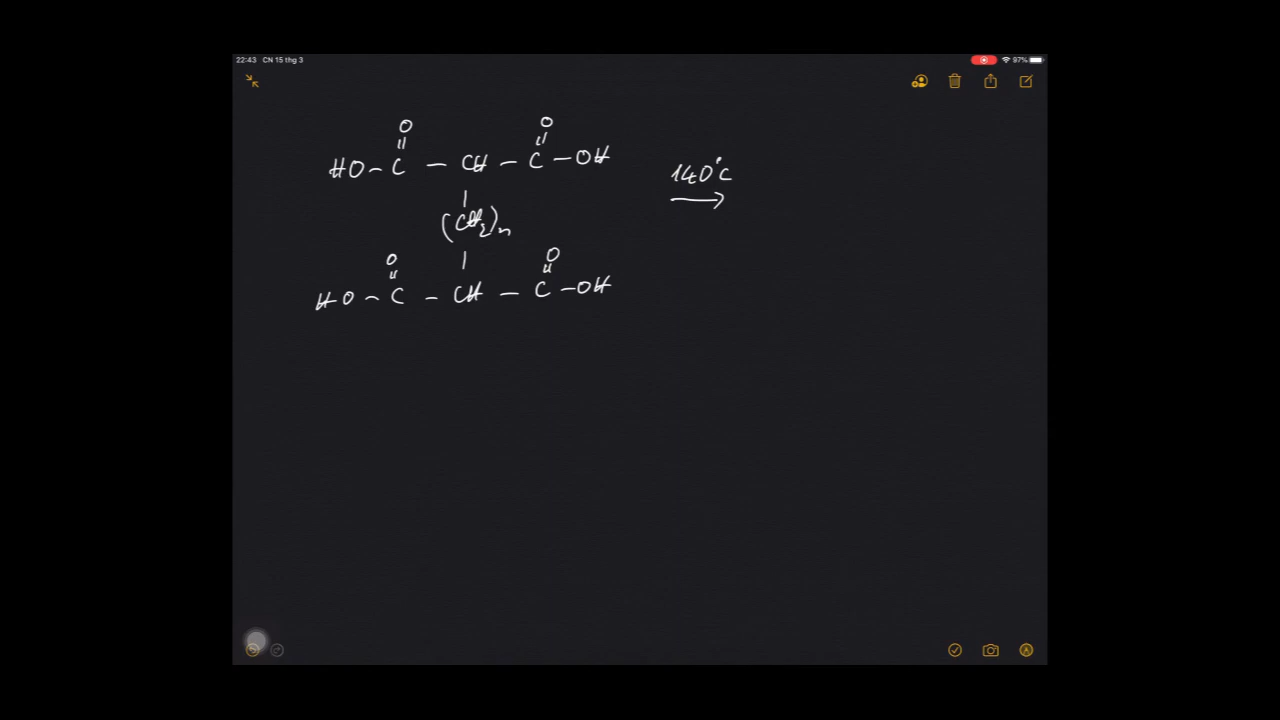 22:43 CN 15 thg 3
97%
O O
|| ||
HO - C - CH - C - OH
140°C
→
|
(CH₂)n
|
O O
|| ||
HO - C - CH - C - OH